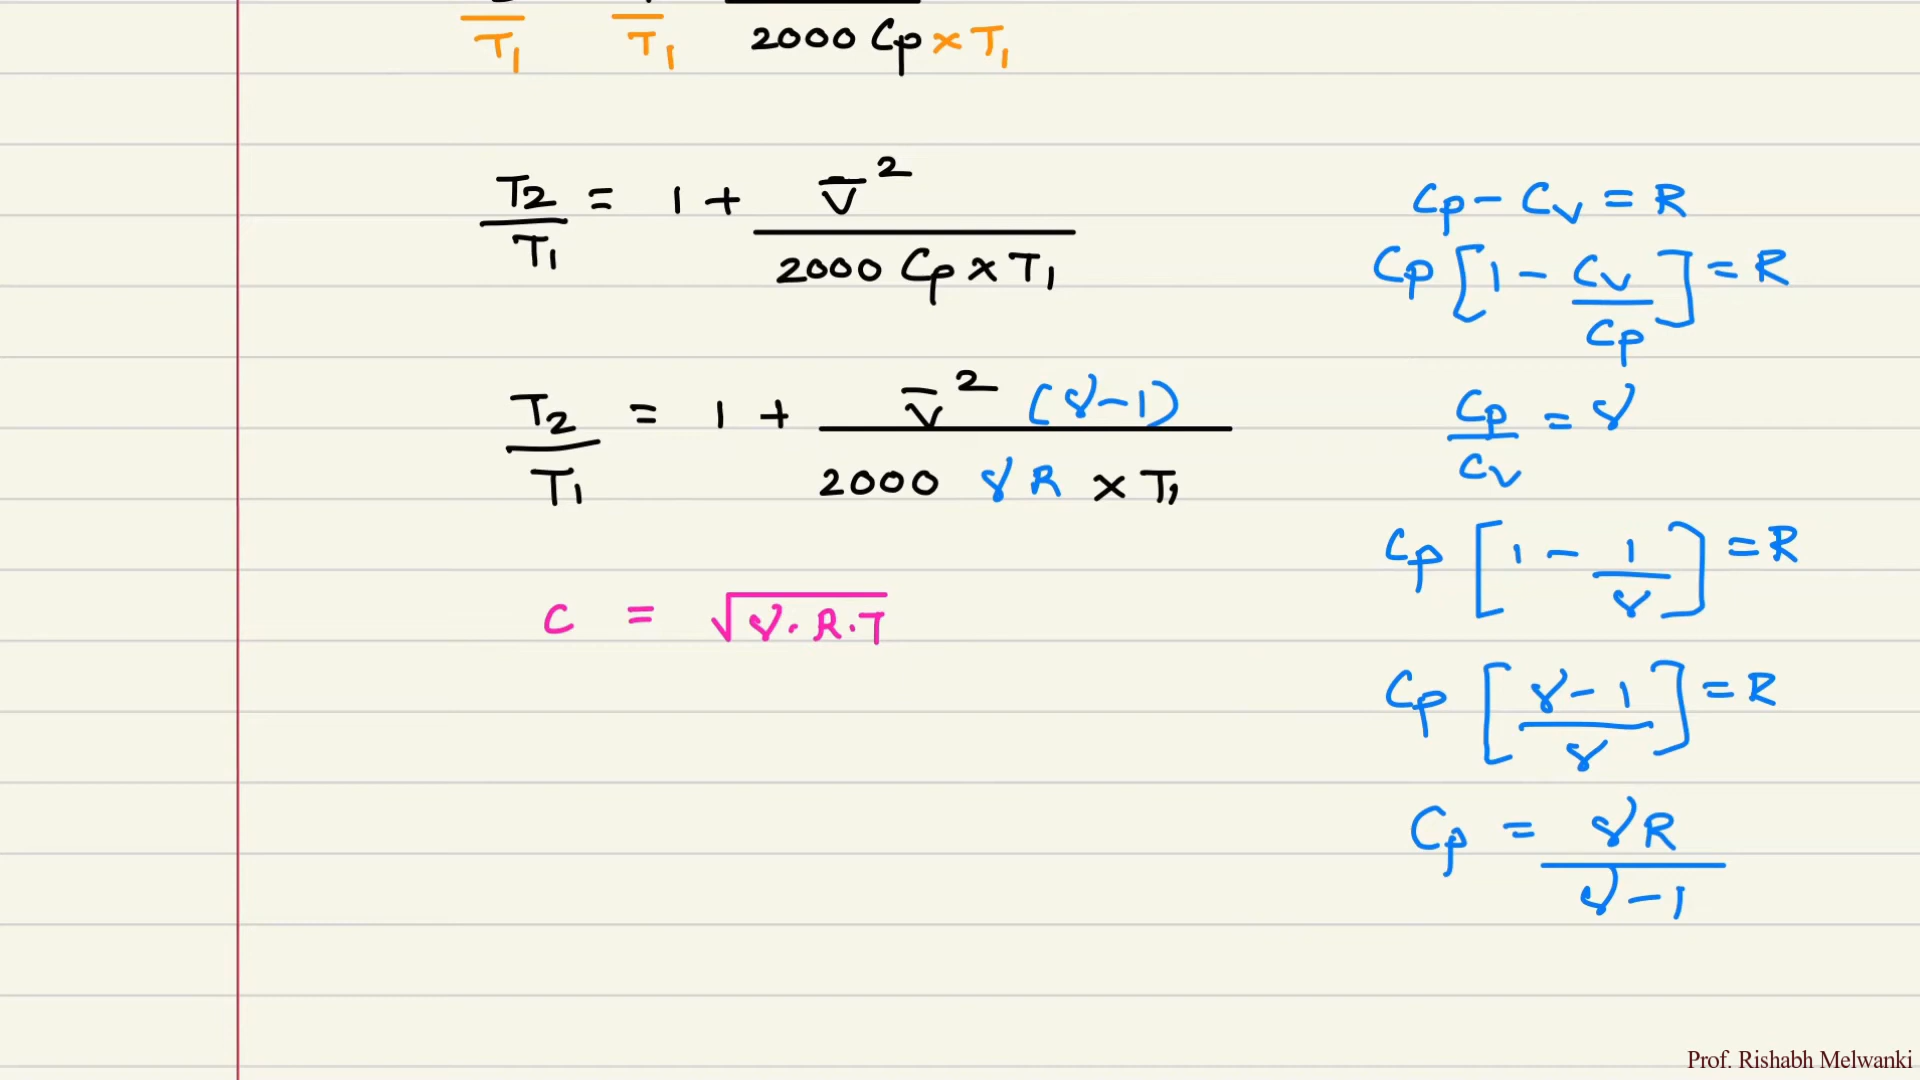 T₁ T₁ 2000 Cp × T₁
T₂/T₁ = 1 + V̄²/(2000 Cp × T₁)
T₂/T₁ = 1 + V̄² (γ-1)/(2000 γR × T₁)
C = √(γ·R·T)
Cp - Cv = R
Cp [1 - Cv/Cp] = R
Cp/Cv = γ
Cp [1 - 1/γ] = R
Cp [(γ-1)/γ] = R
Cp = γR/(γ-1)
Prof. Rishabh Melwanki